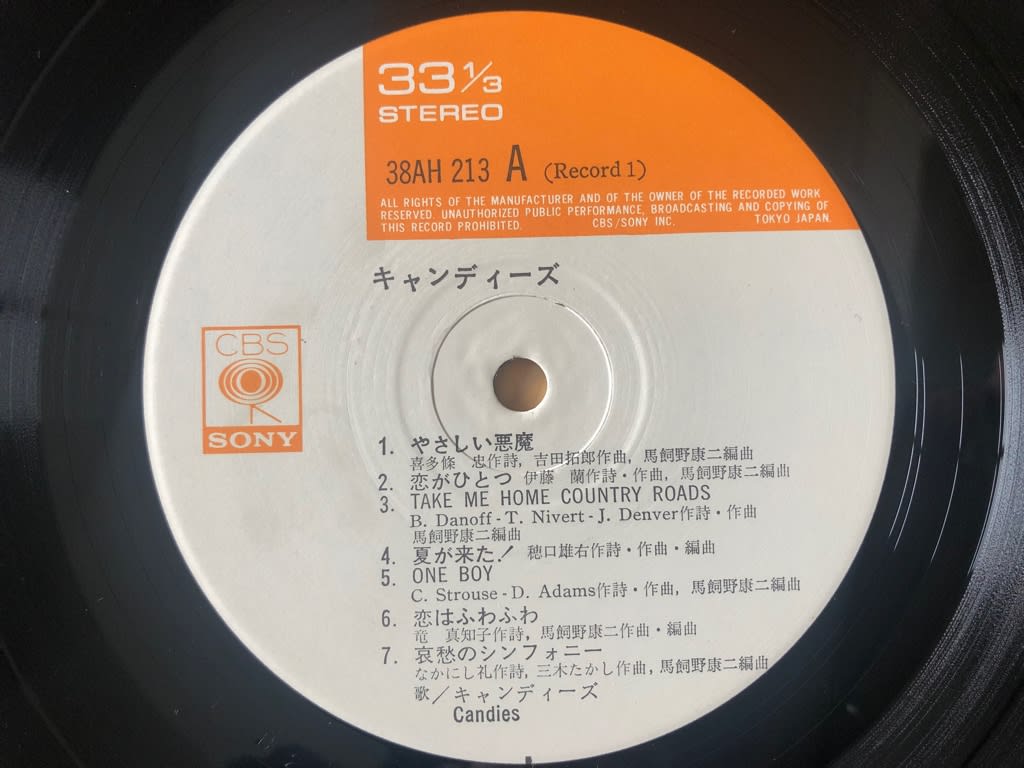 33 1/3
STEREO
38AH 213 A (Record 1)
ALL RIGHTS OF THE MANUFACTURER AND OF THE OWNER OF THE RECORDED WORK
RESERVED. UNAUTHORIZED PUBLIC PERFORMANCE, BROADCASTING AND COPYING OF
THIS RECORD PROHIBITED. CBS/SONY INC. TOKYO JAPAN.
キャンディーズ
CBS
SONY
1. やさしい悪魔
喜多條 忠作詩, 吉田拓郎作曲, 馬飼野康二編曲
2. 恋がひとつ 伊藤 蘭作詩・作曲, 馬飼野康二編曲
3. TAKE ME HOME COUNTRY ROADS
B. Danoff-T. Nivert-J. Denver作詩・作曲
馬飼野康二編曲
4. 夏が来た! 穂口雄右作詩・作曲・編曲
5. ONE BOY
C. Strouse-D. Adams作詩・作曲, 馬飼野康二編曲
6. 恋はふわふわ
竜 真知子作詩, 馬飼野康二作曲・編曲
7. 哀愁のシンフォニー
なかにし礼作詩, 三木たかし作曲, 馬飼野康二編曲
歌/キャンディーズ
Candies